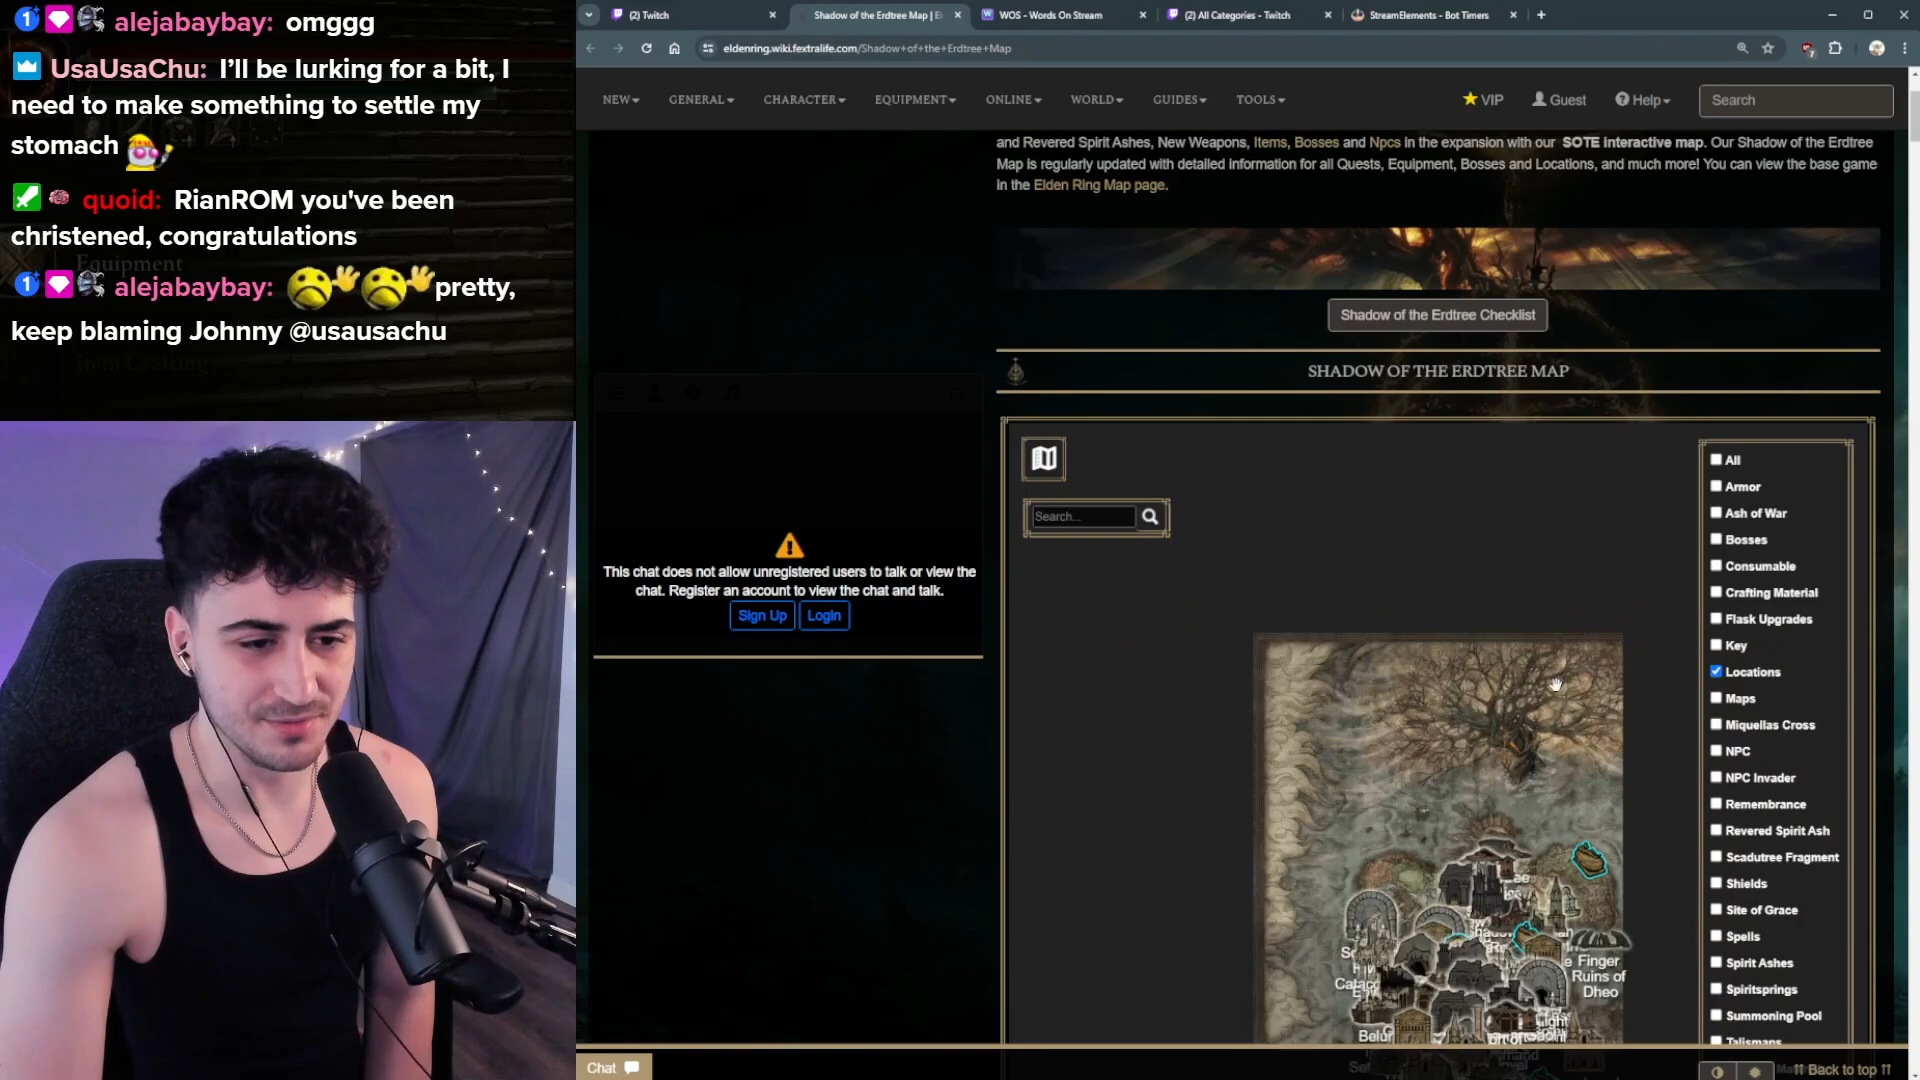 alejabaybay: omggg
UsaUsaChu: I'll be lurking for a bit, I
need to make something to settle my
stomach
quoid: RianROM you've been
christened, congratulations
Equipment
alejabaybay: pretty,
keep blaming Johnny @usausachu
Item Crafting
(2) Twitch
Shadow of the Erdtree Map | E
WOS - Words On Stream
(2) All Categories - Twitch
StreamElements - Bot Timers
eldenring.wiki.fextralife.com/Shadow+of+the+Erdtree+Map
NEW GENERAL CHARACTER EQUIPMENT ONLINE WORLD GUIDES TOOLS
VIP Guest Help Search
and Revered Spirit Ashes, New Weapons, Items, Bosses and Npcs in the expansion with our SOTE interactive map. Our Shadow of the Erdtree
Map is regularly updated with detailed information for all Quests, Equipment, Bosses and Locations, and much more! You can view the base game
in the Elden Ring Map page.
Shadow of the Erdtree Checklist
SHADOW OF THE ERDTREE MAP
Search...
This chat does not allow unregistered users to talk or view the
chat. Register an account to view the chat and talk.
Sign Up Login
All
Armor
Ash of War
Bosses
Consumable
Crafting Material
Flask Upgrades
Key
Locations
Maps
Miquellas Cross
NPC
NPC Invader
Remembrance
Revered Spirit Ash
Scadutree Fragment
Shields
Site of Grace
Spells
Spirit Ashes
Spiritsprings
Summoning Pool
Talismans
Finger
Ruins of
Dheo
Chat
Back to top